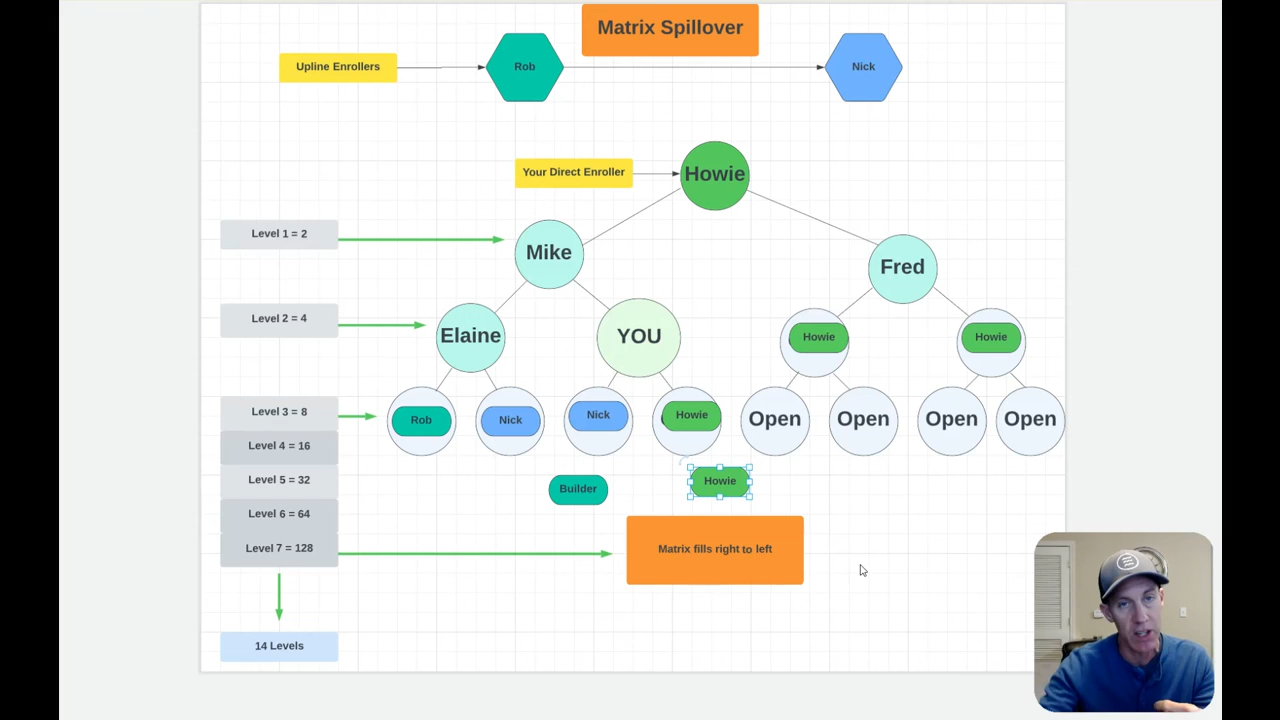 Matrix Spillover
Upline Enrollers
Rob
Nick
Your Direct Enroller
Howie
Level 1 = 2
Mike
Fred
Level 2 = 4
Elaine
YOU
Howie
Howie
Level 3 = 8
Rob
Nick
Nick
Howie
Open
Open
Open
Open
Level 4 = 16
Level 5 = 32
Builder
Howie
Level 6 = 64
Level 7 = 128
Matrix fills right to left
14 Levels